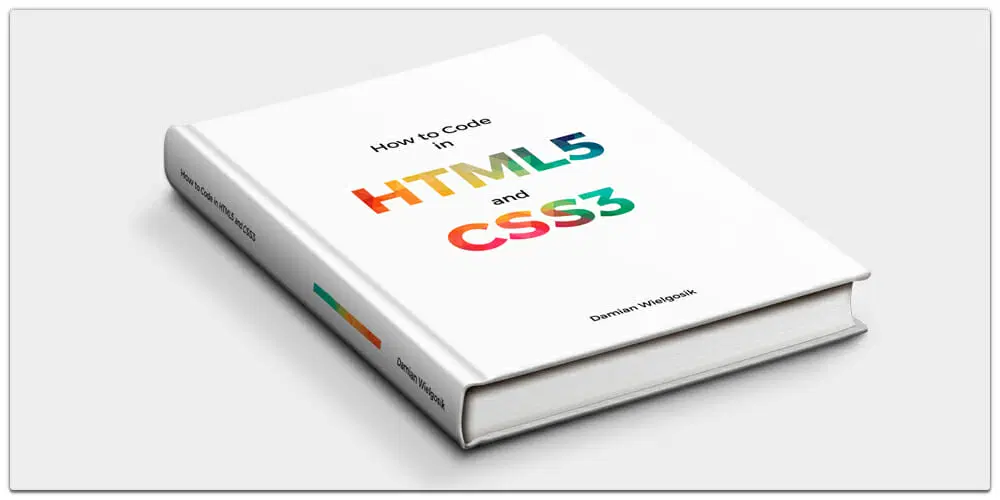 How to Code
in
HTML5
and
CSS3
Damian Wielgosik
How to Code in HTML5 and CSS3
Damian Wielgosik